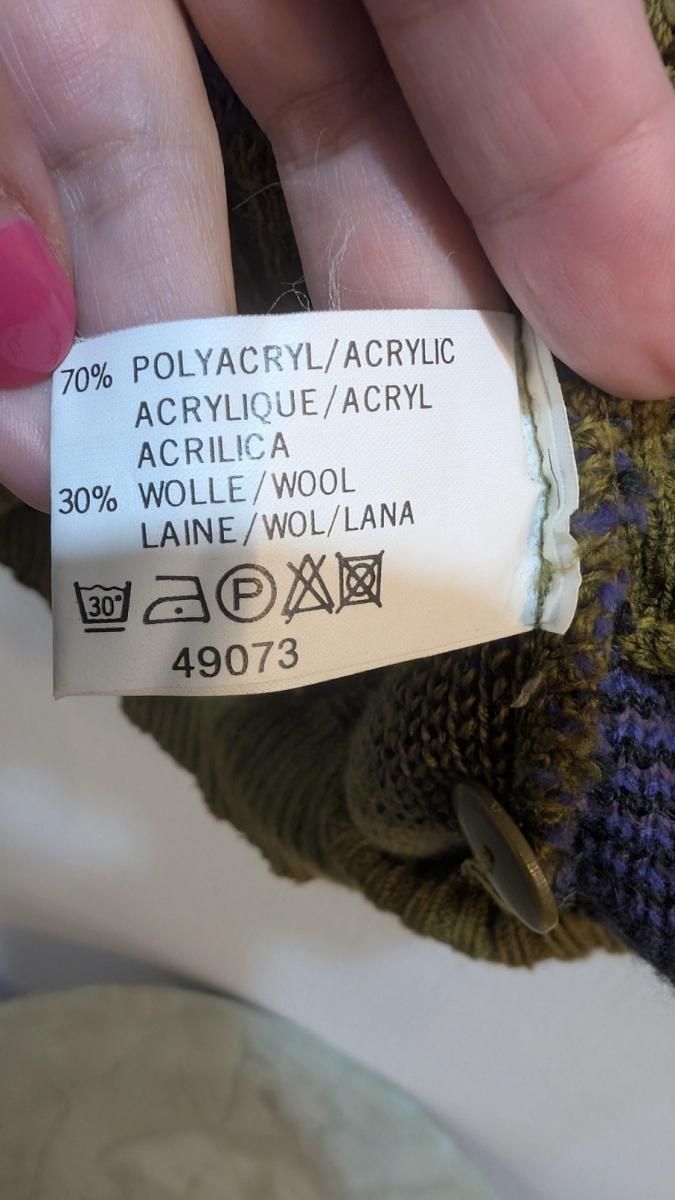 70% POLYACRYL/ACRYLIC
ACRYLIQUE/ACRYL
ACRILICA
30% WOLLE/WOOL
LAINE/WOL/LANA
30° P
49073